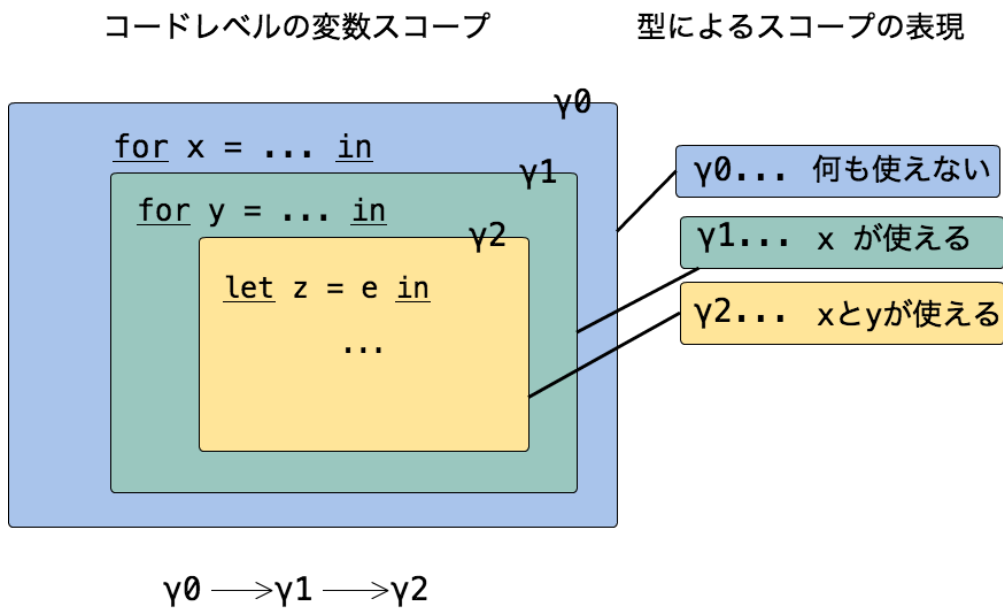 コードレベルの変数スコープ
型によるスコープの表現
γ0
for x = ... in
γ1
for y = ... in
γ2
let z = e in
...
γ0... 何も使えない
γ1... x が使える
γ2... xとyが使える
γ0 → γ1 → γ2